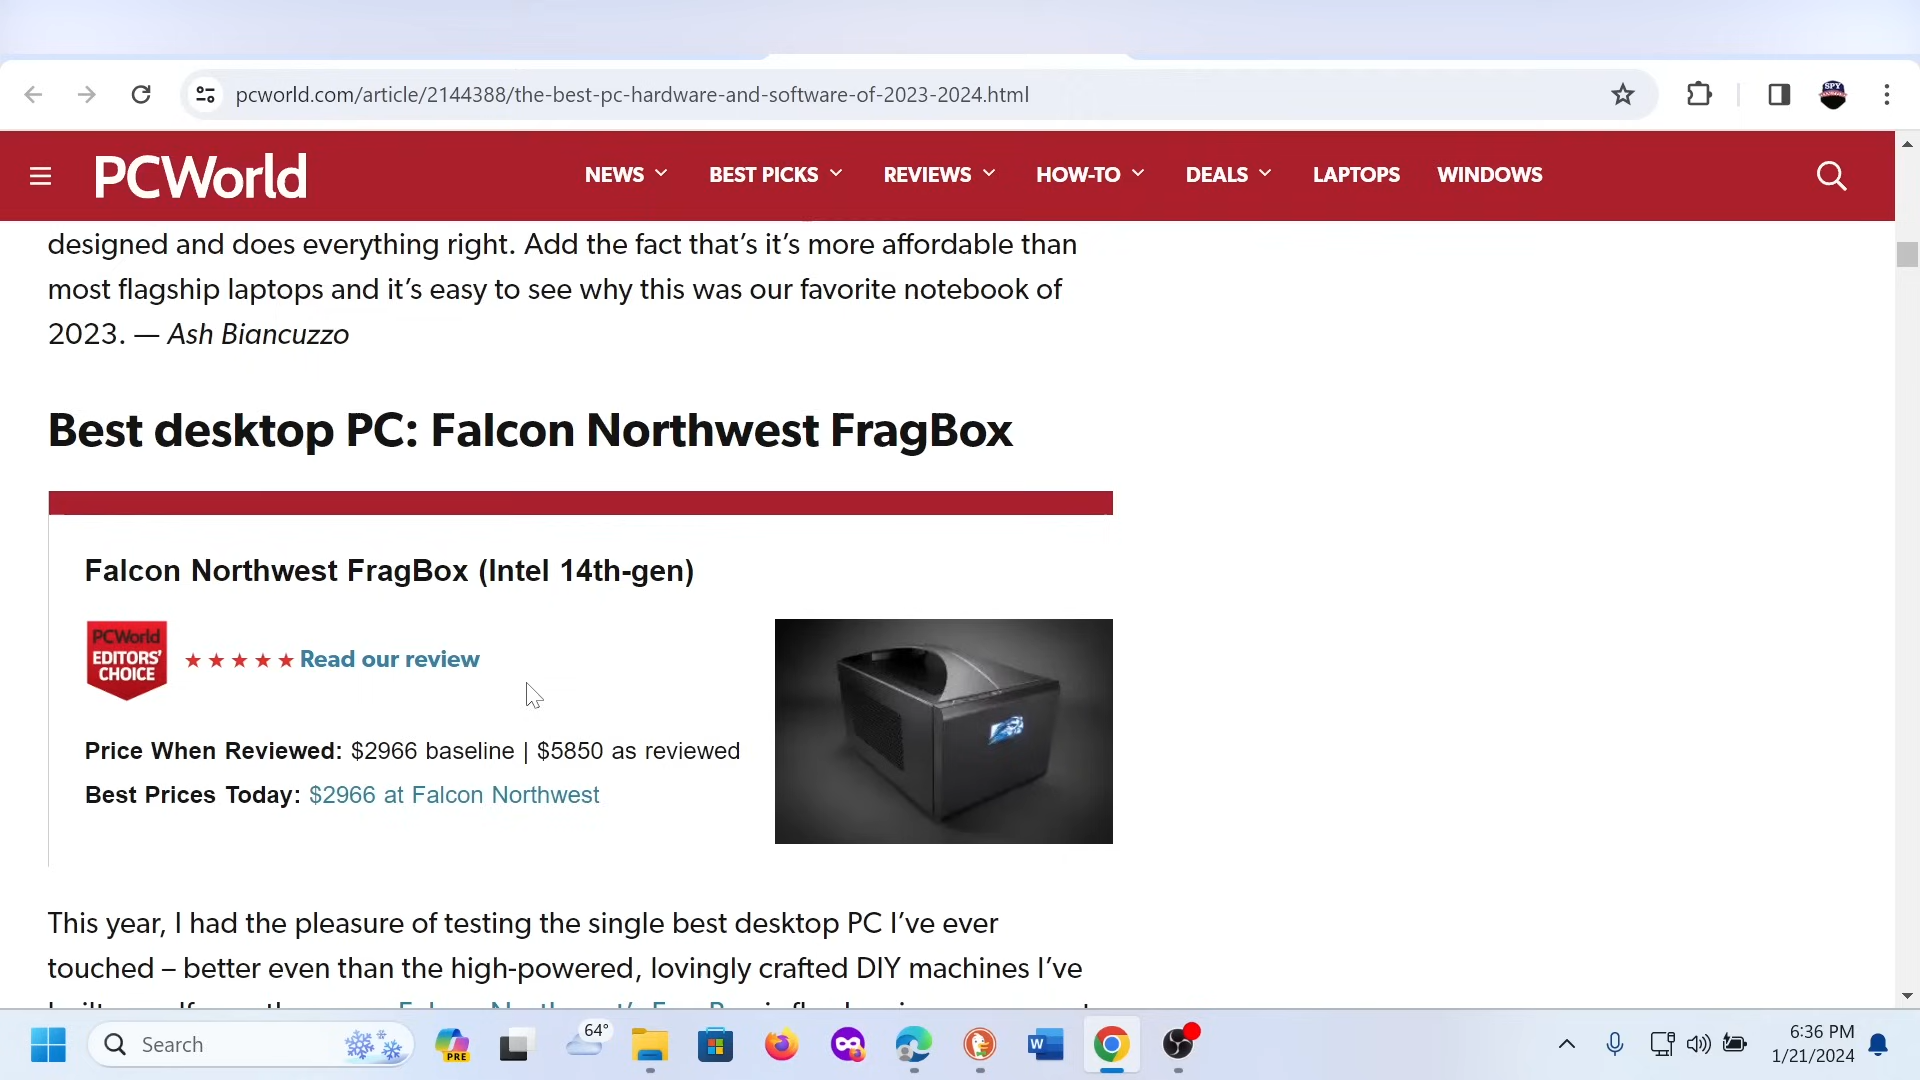 pcworld.com/article/2144388/the-best-pc-hardware-and-software-of-2023-2024.html
SPY
PCWorld
NEWS
BEST PICKS
REVIEWS
HOW-TO
DEALS
LAPTOPS
WINDOWS
designed and does everything right. Add the fact that’s it’s more affordable than
most flagship laptops and it’s easy to see why this was our favorite notebook of
2023. — Ash Biancuzzo
Best desktop PC: Falcon Northwest FragBox
Falcon Northwest FragBox (Intel 14th-gen)
PCWorld
EDITORS’
CHOICE
Read our review
Price When Reviewed: $2966 baseline | $5850 as reviewed
Best Prices Today: $2966 at Falcon Northwest
This year, I had the pleasure of testing the single best desktop PC I’ve ever
touched – better even than the high-powered, lovingly crafted DIY machines I’ve
Search
PRE
64°
W
6:36 PM
1/21/2024